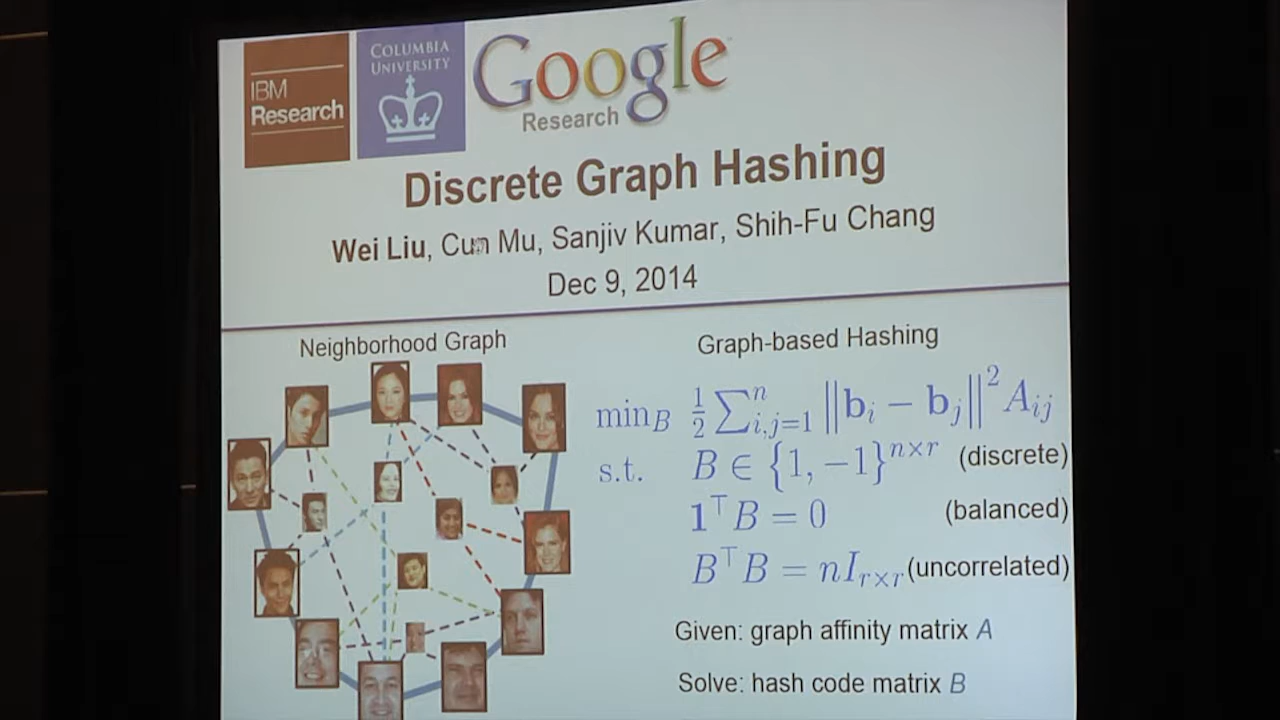 IBM
Research
COLUMBIA
UNIVERSITY
Google
Research
Discrete Graph Hashing
Wei Liu, Cun Mu, Sanjiv Kumar, Shih-Fu Chang
Dec 9, 2014
Neighborhood Graph
Graph-based Hashing
min_B ½ ∑_{i,j=1}^{n} ‖b_i − b_j‖² A_{ij}
s.t. B ∈ {1, −1}^{n×r} (discrete)
1^⊤ B = 0 (balanced)
B^⊤ B = nI_{r×r} (uncorrelated)
Given: graph affinity matrix A
Solve: hash code matrix B